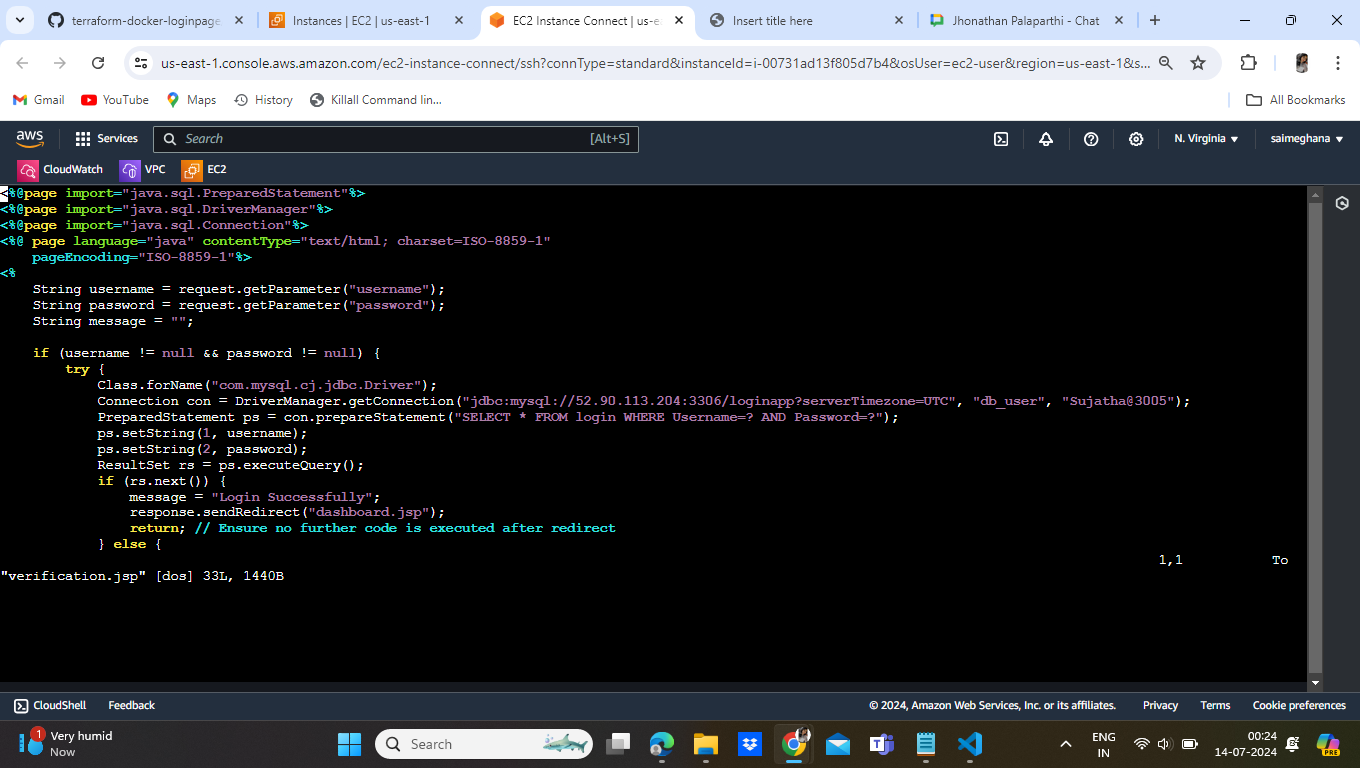 terraform-docker-loginpage
Instances | EC2 | us-east-1
EC2 Instance Connect | us-e
Insert title here
Jhonathan Palaparthi - Chat
us-east-1.console.aws.amazon.com/ec2-instance-connect/ssh?connType=standard&instanceId=i-00731ad13f805d7b4&osUser=ec2-user&region=us-east-1&s...
Gmail
YouTube
Maps
History
Killall Command lin...
All Bookmarks
aws
Services
Search
[Alt+S]
N. Virginia
saimeghana
CloudWatch
VPC
EC2
<%@page import="java.sql.PreparedStatement"%>
<%@page import="java.sql.DriverManager"%>
<%@page import="java.sql.Connection"%>
<%@ page language="java" contentType="text/html; charset=ISO-8859-1"
    pageEncoding="ISO-8859-1"%>
<%
    String username = request.getParameter("username");
    String password = request.getParameter("password");
    String message = "";
    if (username != null && password != null) {
        try {
            Class.forName("com.mysql.cj.jdbc.Driver");
            Connection con = DriverManager.getConnection("jdbc:mysql://52.90.113.204:3306/loginapp?serverTimezone=UTC", "db_user", "Sujatha@3005");
            PreparedStatement ps = con.prepareStatement("SELECT * FROM login WHERE Username=? AND Password=?");
            ps.setString(1, username);
            ps.setString(2, password);
            ResultSet rs = ps.executeQuery();
            if (rs.next()) {
                message = "Login Successfully";
                response.sendRedirect("dashboard.jsp");
                return; // Ensure no further code is executed after redirect
            } else {
1,1 To
"verification.jsp" [dos] 33L, 1440B
CloudShell
Feedback
© 2024, Amazon Web Services, Inc. or its affiliates.
Privacy
Terms
Cookie preferences
1
Very humid
Now
Search
ENG
IN
00:24
14-07-2024
PRE